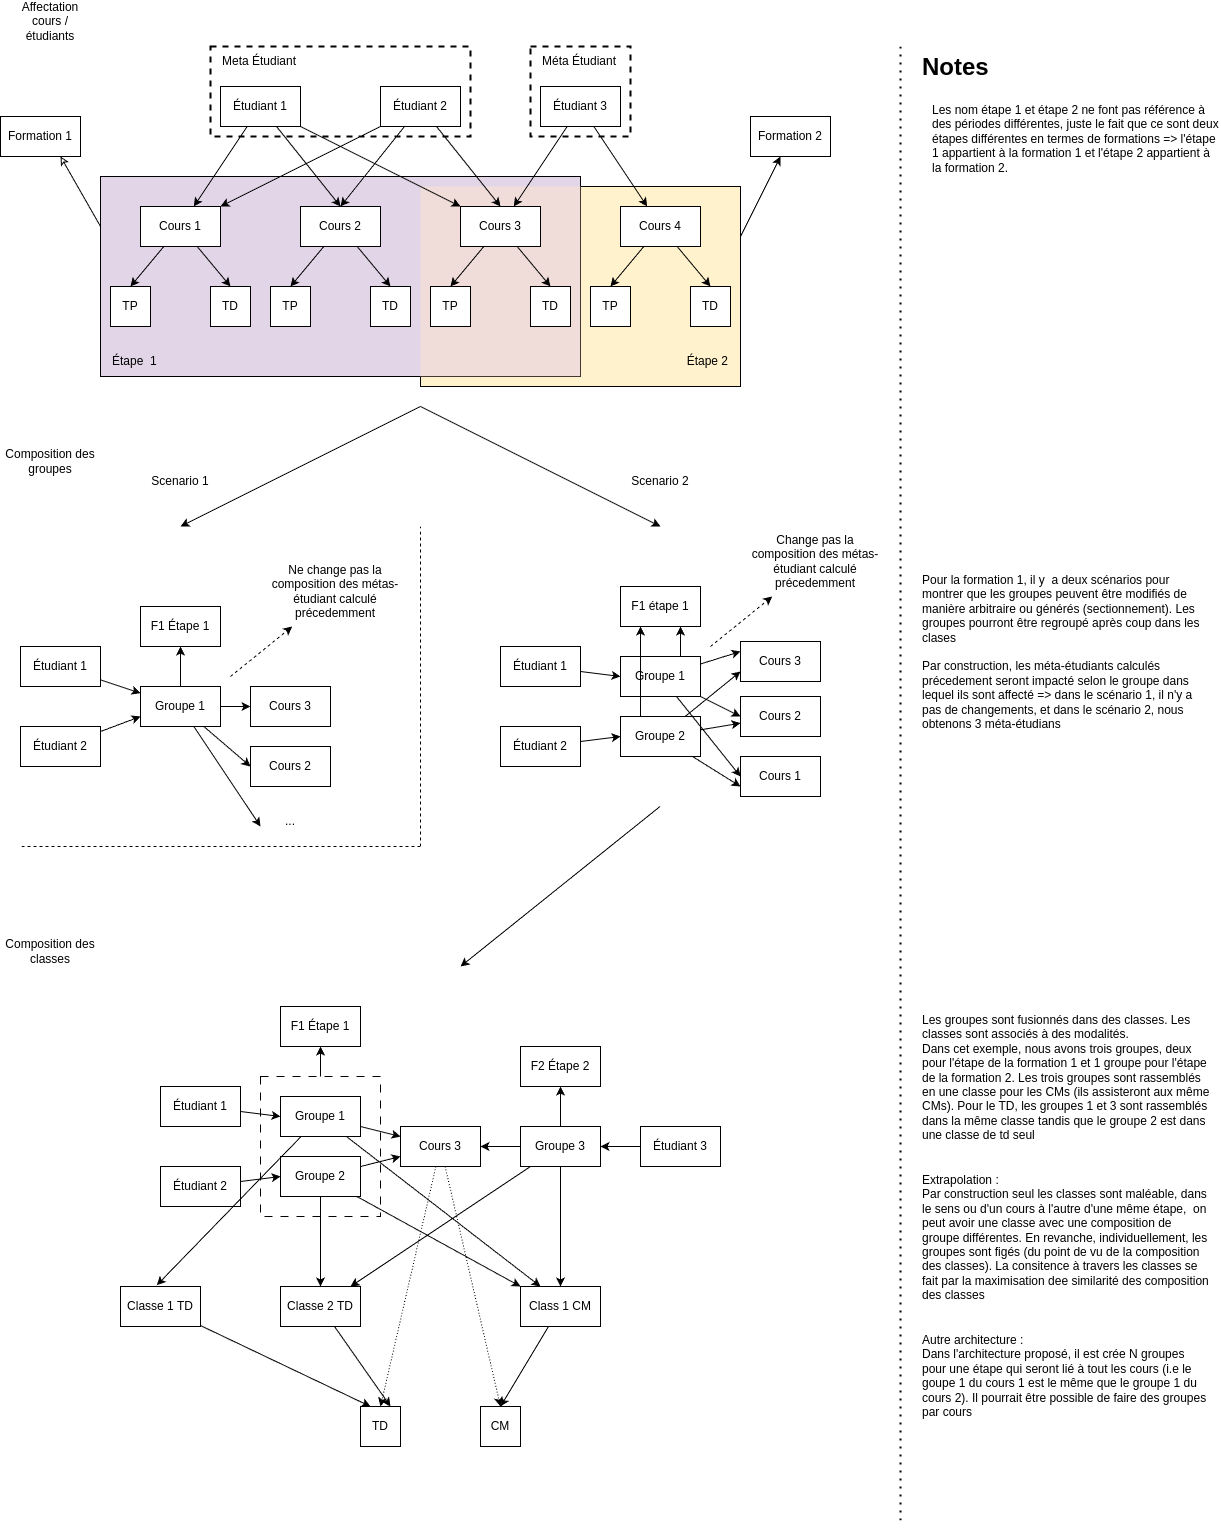 Affectation
cours /
étudiants
Meta Étudiant
Méta Étudiant
Notes
Étudiant 1
Étudiant 2
Étudiant 3
Formation 1
Formation 2
Les nom étape 1 et étape 2 ne font pas référence à
des périodes différentes, juste le fait que ce sont deux
étapes différentes en termes de formations => l'étape
1 appartient à la formation 1 et l'étape 2 appartient à
la formation 2.
Cours 1
Cours 2
Cours 3
Cours 4
TP
TD
TP
TD
TP
TD
TP
TD
Étape 1
Étape 2
Composition des
groupes
Scenario 1
Scenario 2
Ne change pas la
composition des métas-
étudiant calculé
précedemment
F1 Étape 1
Étudiant 1
Groupe 1
Cours 3
Étudiant 2
Cours 2
...
Change pas la
composition des métas-
étudiant calculé
précedemment
F1 étape 1
Étudiant 1
Groupe 1
Cours 3
Cours 2
Étudiant 2
Groupe 2
Cours 1
Pour la formation 1, il y a deux scénarios pour
montrer que les groupes peuvent être modifiés de
manière arbitraire ou générés (sectionnement). Les
groupes pourront être regroupé après coup dans les
clases
Par construction, les méta-étudiants calculés
précedement seront impacté selon le groupe dans
lequel ils sont affecté => dans le scénario 1, il n'y a
pas de changements, et dans le scénario 2, nous
obtenons 3 méta-étudians
Composition des
classes
F1 Étape 1
F2 Étape 2
Étudiant 1
Groupe 1
Cours 3
Groupe 3
Étudiant 3
Étudiant 2
Groupe 2
Classe 1 TD
Classe 2 TD
Class 1 CM
TD
CM
Les groupes sont fusionnés dans des classes. Les
classes sont associés à des modalités.
Dans cet exemple, nous avons trois groupes, deux
pour l'étape de la formation 1 et 1 groupe pour l'étape
de la formation 2. Les trois groupes sont rassemblés
en une classe pour les CMs (ils assisteront aux même
CMs). Pour le TD, les groupes 1 et 3 sont rassemblés
dans la même classe tandis que le groupe 2 est dans
une classe de td seul
Extrapolation :
Par construction seul les classes sont maléable, dans
le sens ou d'un cours à l'autre d'une même étape, on
peut avoir une classe avec une composition de
groupe différentes. En revanche, individuellement, les
groupes sont figés (du point de vu de la composition
des classes). La consitence à travers les classes se
fait par la maximisation dee similarité des composition
des classes
Autre architecture :
Dans l'architecture proposé, il est crée N groupes
pour une étape qui seront lié à tout les cours (i.e le
goupe 1 du cours 1 est le même que le groupe 1 du
cours 2). Il pourrait être possible de faire des groupes
par cours